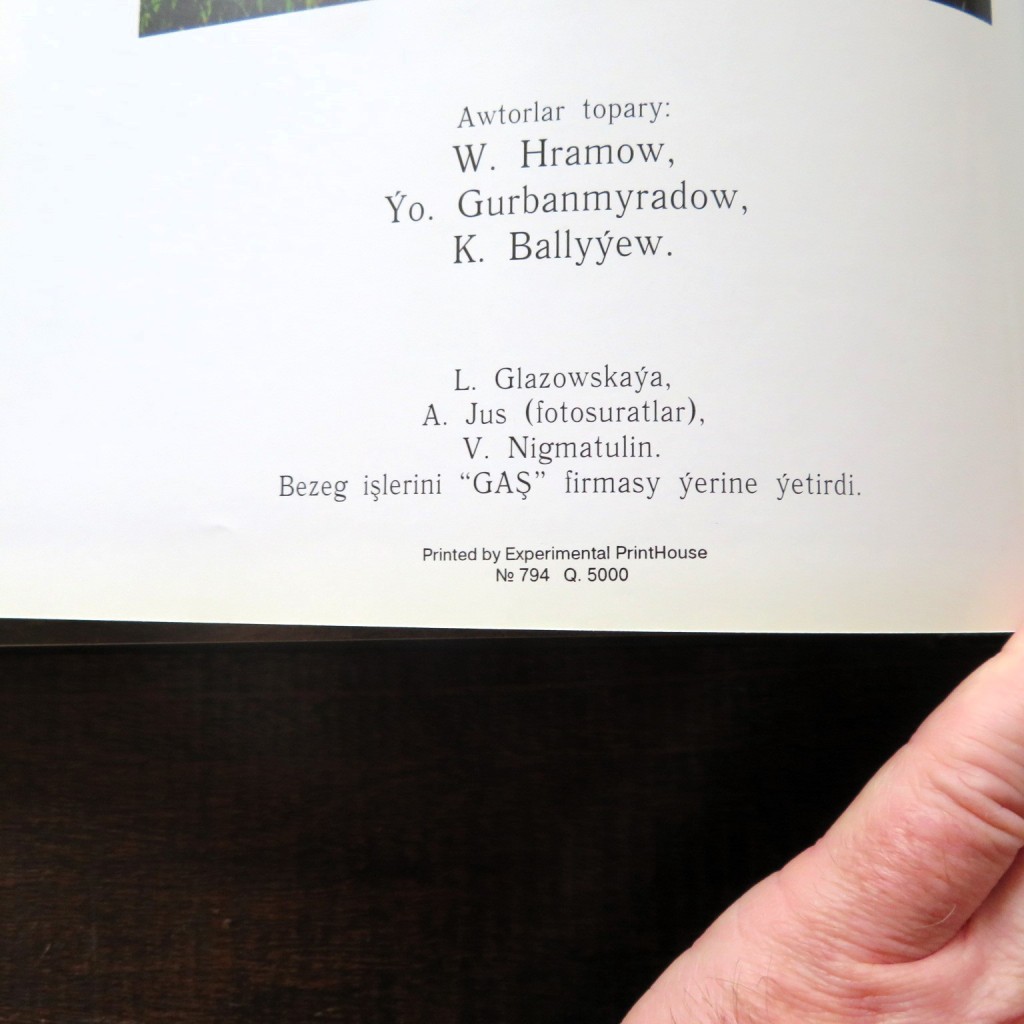 Awtorlar topary:
W. Hramow,
Ýo. Gurbanmyradow,
K. Ballyýew.
L. Glazowskaýa,
A. Jus (fotosuratlar),
V. Nigmatulin.
Bezeg işlerini “GAŞ” firmasy ýerine ýetirdi.
Printed by Experimental PrintHouse
№ 794 Q. 5000